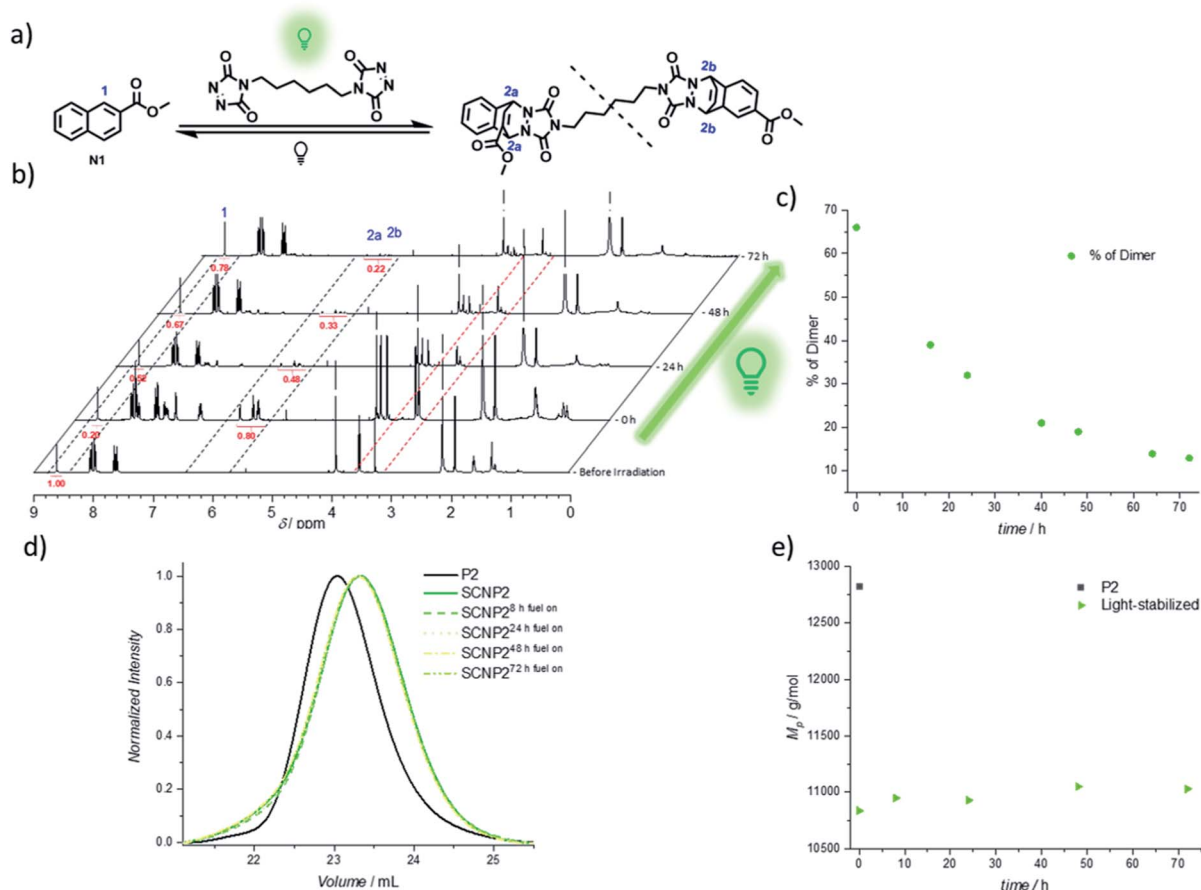 a)
1
N1
2a
2a
2b
2b
b)
1
2a 2b
0.78
0.22
72 h
0.67
0.33
48 h
0.52
0.48
24 h
0.20
0.80
0 h
1.00
Before Irradiation
9 8 7 6 5 4 3 2 1 0
δ / ppm
c)
70
60
50
40
30
20
10
% of Dimer
% of Dimer
0 10 20 30 40 50 60 70
time / h
d)
1.0
0.8
0.6
0.4
0.2
0.0
Normalized Intensity
P2
SCNP2
SCNP2 8 h fuel on
SCNP2 24 h fuel on
SCNP2 48 h fuel on
SCNP2 72 h fuel on
22 23 24 25
Volume / mL
e)
13000
12500
12000
11500
11000
10500
Mp / g/mol
P2
Light-stabilized
0 10 20 30 40 50 60 70
time / h